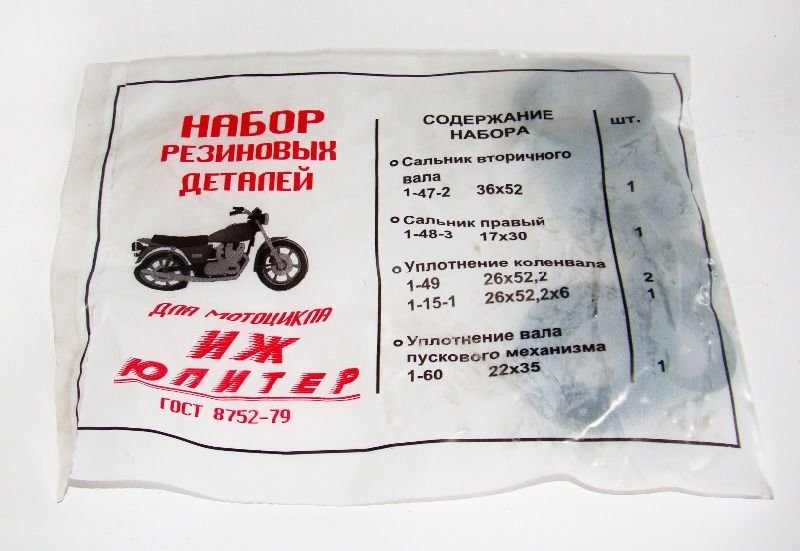 НАБОР
РЕЗИНОВЫХ
ДЕТАЛЕЙ
ДЛЯ МОТОЦИКЛА
ИЖ
ЮПИТЕР
ГОСТ 8752-79
СОДЕРЖАНИЕ
НАБОРА
шт.
Сальник вторичного
вала
1-47-2 36х52 1
Сальник правый
1-48-3 17х30 1
Уплотнение коленвала
1-49 26х52,2 2
1-15-1 26х52,2х6 1
Уплотнение вала
пускового механизма
1-60 22х35 1